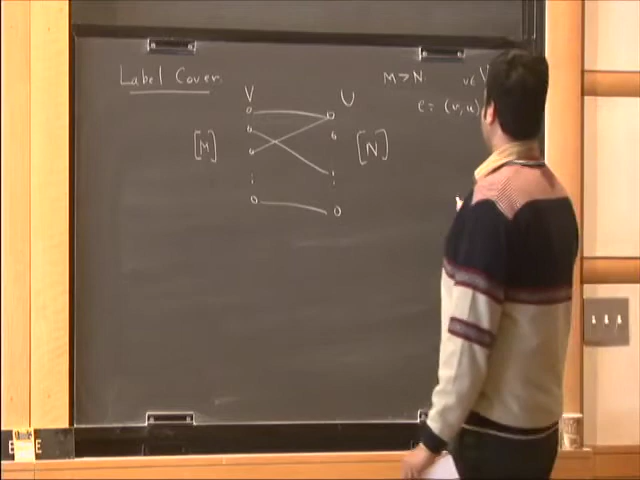 Label Cover.
V
U
[M]
[N]
M > N.
v ∈ V
e = (v, u)